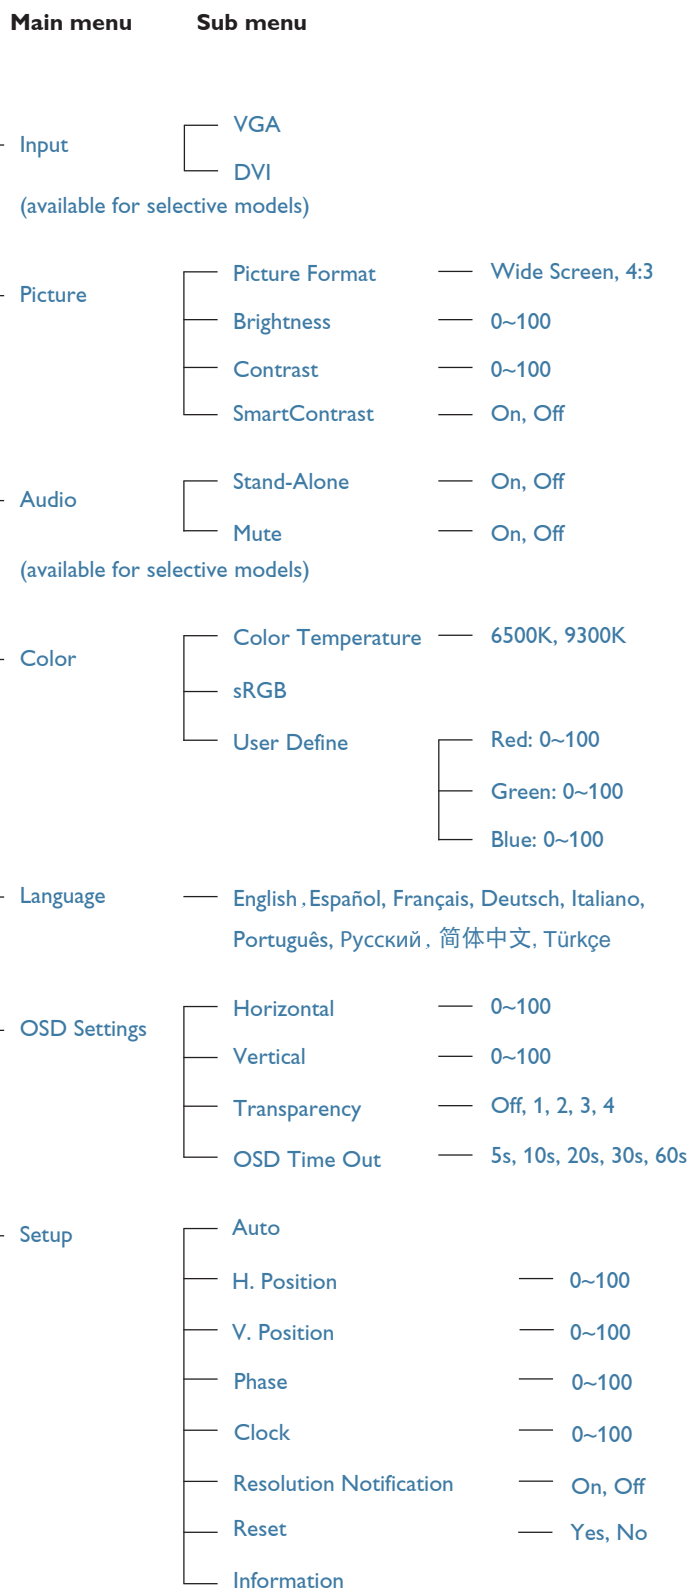 Main menu Sub menu
VGA
Input
DVI
(available for selective models)
Picture Format Wide Screen, 4:3
Picture
Brightness 0~100
Contrast 0~100
SmartContrast On, Off
Stand-Alone On, Off
Audio
Mute On, Off
(available for selective models)
Color Temperature 6500K, 9300K
Color
sRGB
User Define Red: 0~100
Green: 0~100
Blue: 0~100
Language English, Español, Français, Deutsch, Italiano,
Português, Русский, 简体中文, Türkçe
Horizontal 0~100
OSD Settings
Vertical 0~100
Transparency Off, 1, 2, 3, 4
OSD Time Out 5s, 10s, 20s, 30s, 60s
Auto
Setup
H. Position 0~100
V. Position 0~100
Phase 0~100
Clock 0~100
Resolution Notification On, Off
Reset Yes, No
Information